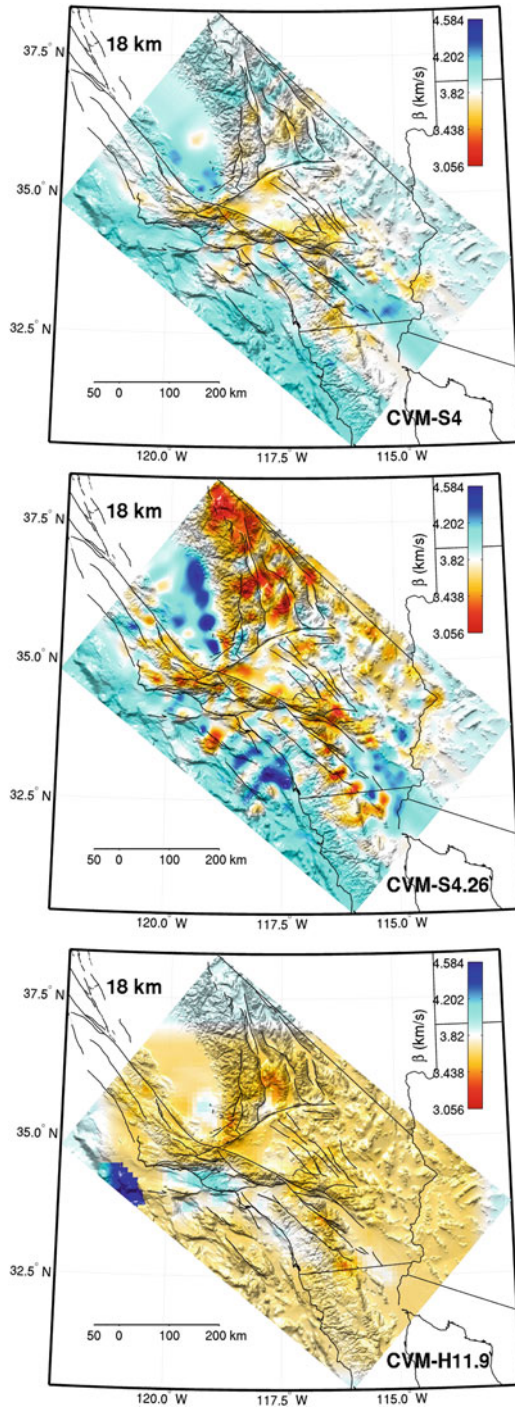 18 km
37.5° N
35.0° N
32.5° N
4.584
4.202
3.82
3.438
3.056
β (km/s)
50 0 100 200 km
CVM-S4
120.0° W 117.5° W 115.0° W
18 km
37.5° N
35.0° N
32.5° N
4.584
4.202
3.82
3.438
3.056
β (km/s)
50 0 100 200 km
CVM-S4.26
120.0° W 117.5° W 115.0° W
18 km
37.5° N
35.0° N
32.5° N
4.584
4.202
3.82
3.438
3.056
β (km/s)
50 0 100 200 km
CVM-H11.9
120.0° W 117.5° W 115.0° W